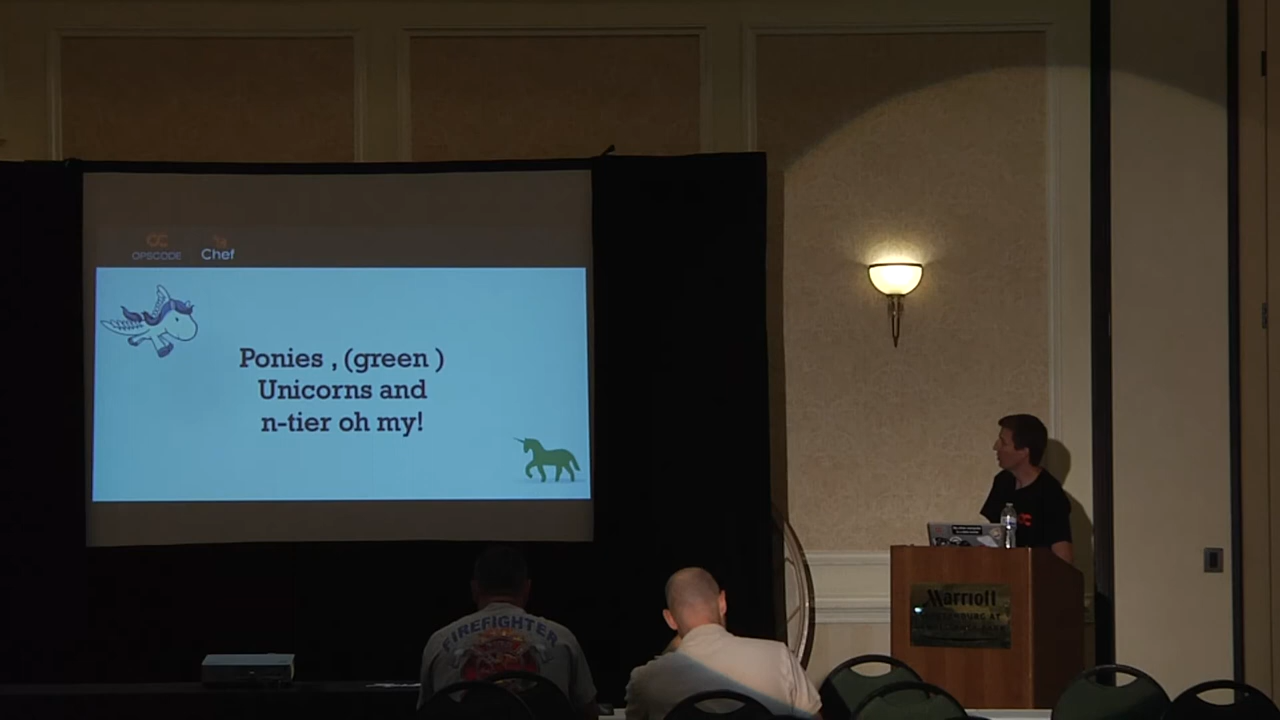 OPSCODE
Chef
Ponies , (green )
Unicorns and
n-tier oh my!
FIREFIGHTER
Marriott